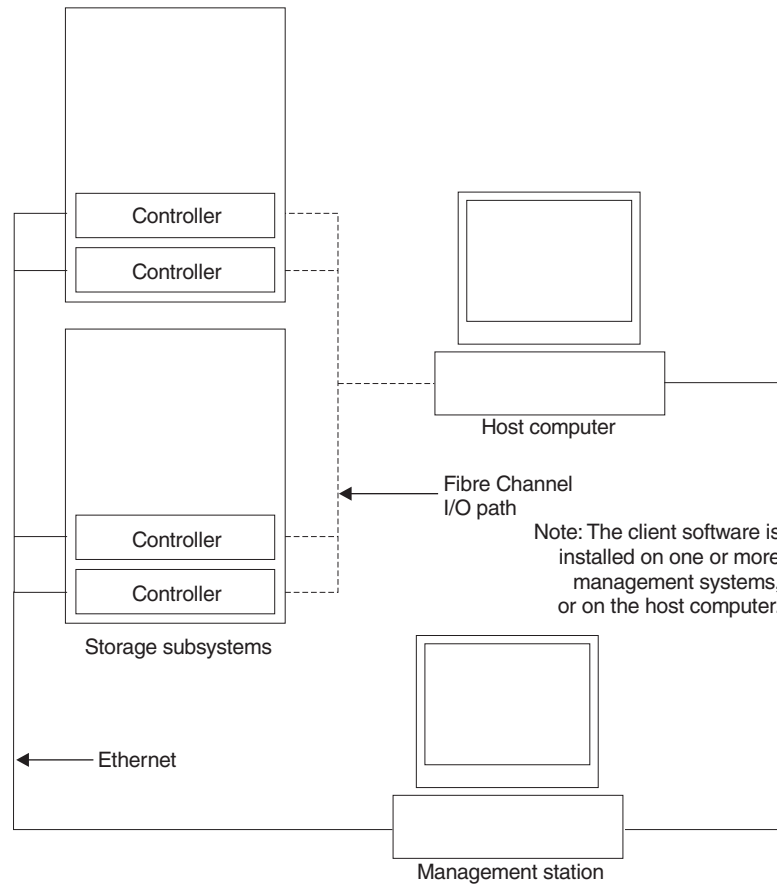 Controller
Controller
Host computer
Fibre Channel
I/O path
Note: The client software is
installed on one or more
management systems,
or on the host computer.
Controller
Controller
Storage subsystems
Ethernet
Management station